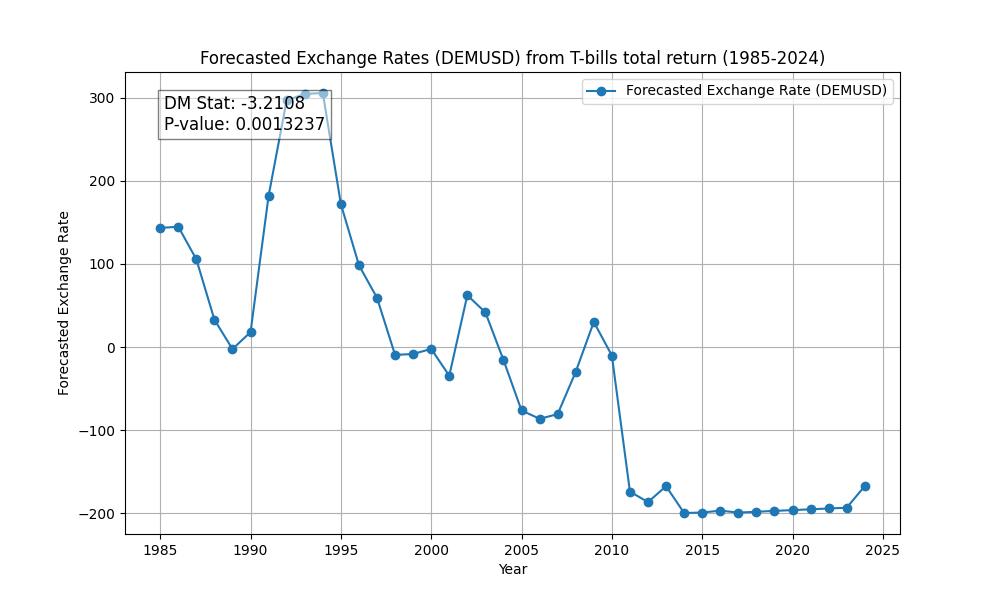 Forecasted Exchange Rates (DEMUSD) from T-bills total return (1985-2024)
DM Stat: -3.2108
P-value: 0.0013237
Forecasted Exchange Rate (DEMUSD)
Forecasted Exchange Rate
300
200
100
0
−100
−200
1985 1990 1995 2000 2005 2010 2015 2020 2025
Year